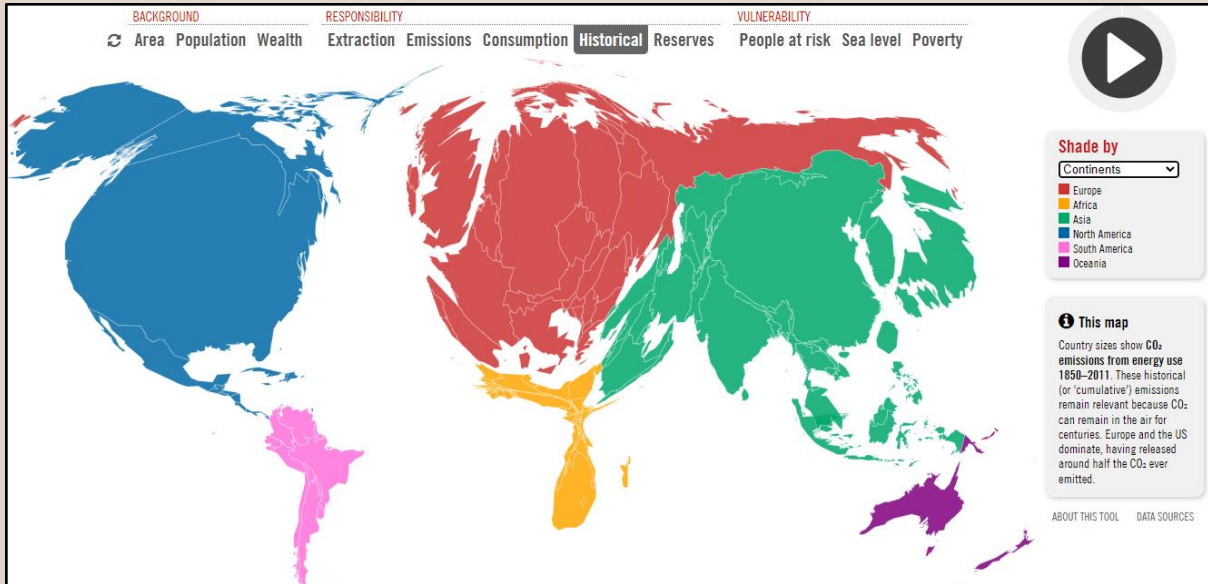 BACKGROUND
RESPONSIBILITY
VULNERABILITY
Area Population Wealth
Extraction Emissions Consumption Historical Reserves
People at risk Sea level Poverty
Shade by
Continents
Europe
Africa
Asia
North America
South America
Oceania
This map
Country sizes show CO₂
emissions from energy use
1850–2011. These historical
(or 'cumulative') emissions
remain relevant because CO₂
can remain in the air for
centuries. Europe and the US
dominate, having released
around half the CO₂ ever
emitted.
ABOUT THIS TOOL DATA SOURCES